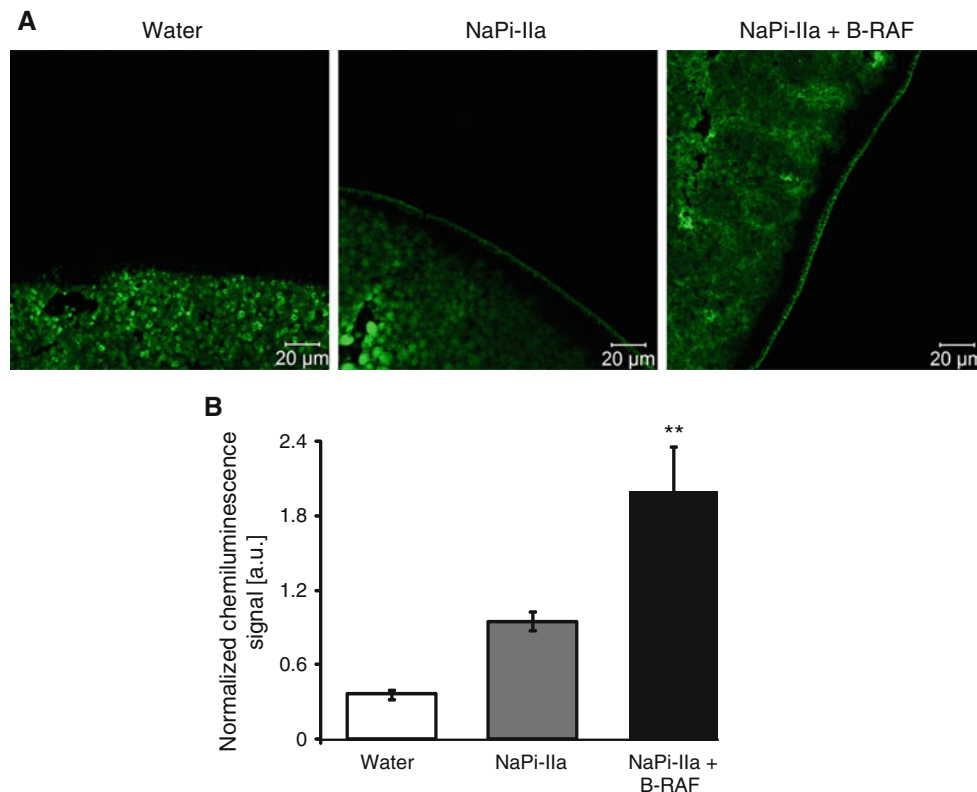 A
Water
NaPi-IIa
NaPi-IIa + B-RAF
20 µm
20 µm
20 µm
B
Normalized chemiluminescence
signal [a.u.]
2.4
1.8
1.2
0.6
0
**
Water
NaPi-IIa
NaPi-IIa +
B-RAF